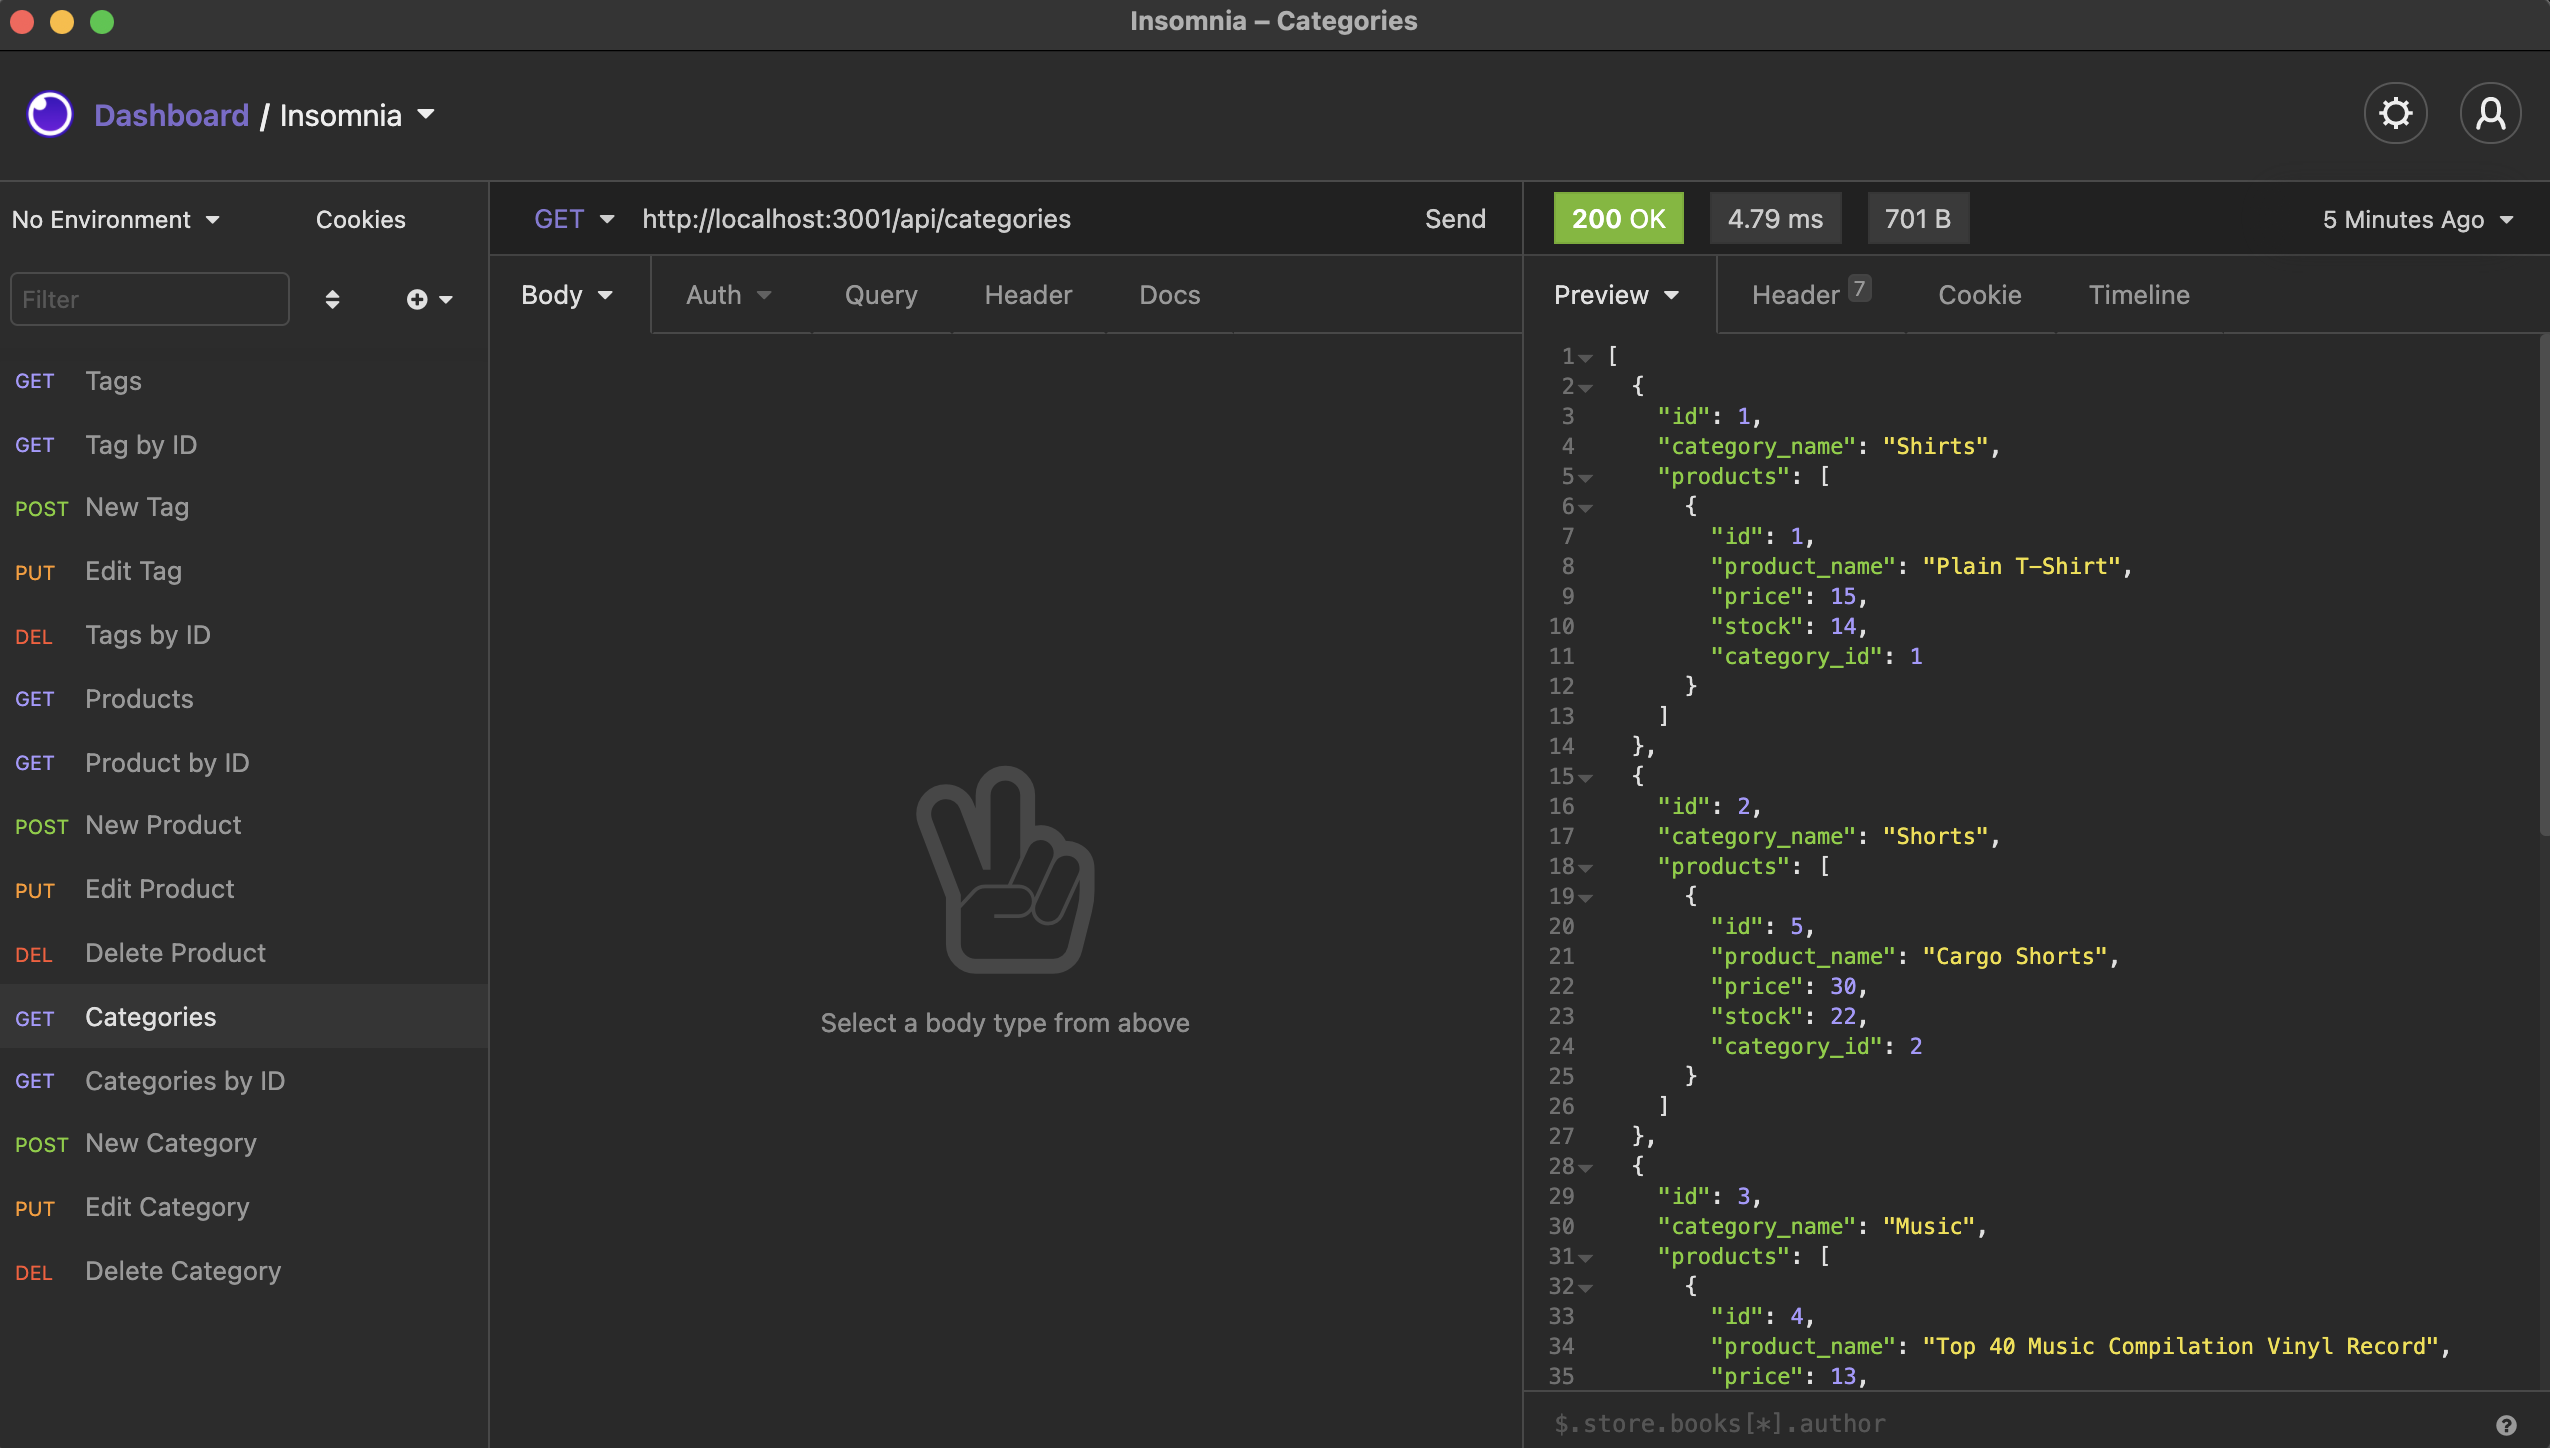 Insomnia – Categories
Dashboard / Insomnia
No Environment
Cookies
Filter
GET Tags
GET Tag by ID
POST New Tag
PUT Edit Tag
DEL Tags by ID
GET Products
GET Product by ID
POST New Product
PUT Edit Product
DEL Delete Product
GET Categories
GET Categories by ID
POST New Category
PUT Edit Category
DEL Delete Category
GET http://localhost:3001/api/categories Send
Body Auth Query Header Docs
Select a body type from above
200 OK 4.79 ms 701 B 5 Minutes Ago
Preview Header 7 Cookie Timeline
1 [
2 {
3 "id": 1,
4 "category_name": "Shirts",
5 "products": [
6 {
7 "id": 1,
8 "product_name": "Plain T-Shirt",
9 "price": 15,
10 "stock": 14,
11 "category_id": 1
12 }
13 ]
14 },
15 {
16 "id": 2,
17 "category_name": "Shorts",
18 "products": [
19 {
20 "id": 5,
21 "product_name": "Cargo Shorts",
22 "price": 30,
23 "stock": 22,
24 "category_id": 2
25 }
26 ]
27 },
28 {
29 "id": 3,
30 "category_name": "Music",
31 "products": [
32 {
33 "id": 4,
34 "product_name": "Top 40 Music Compilation Vinyl Record",
35 "price": 13,
$.store.books[*].author